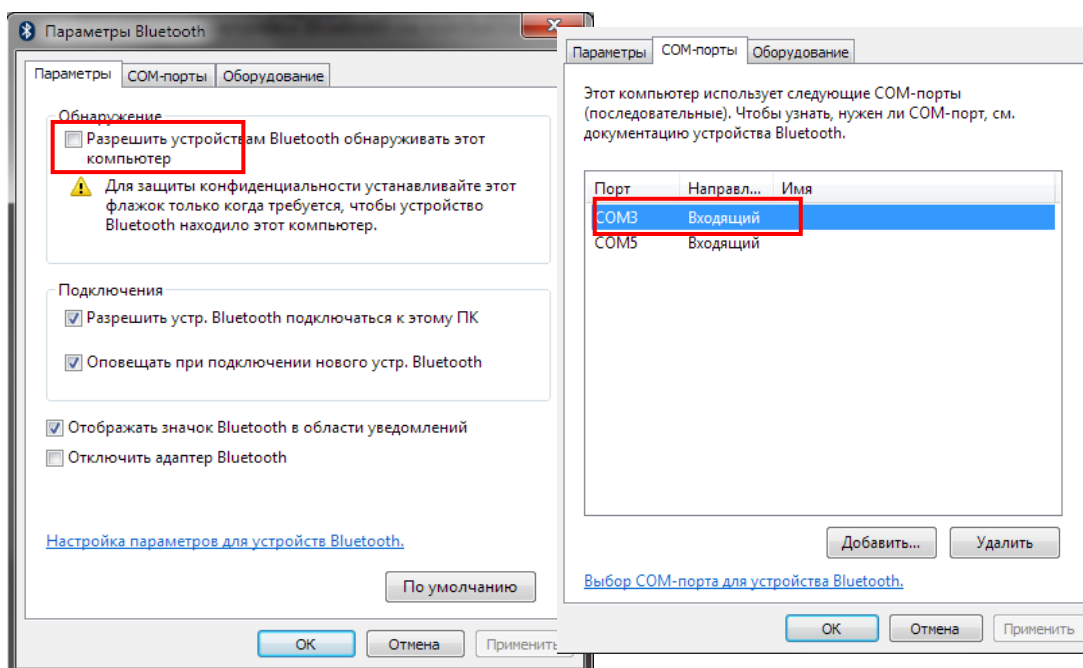 Параметры Bluetooth
Параметры COM-порты Оборудование
Обнаружение
Разрешить устройствам Bluetooth обнаруживать этот
компьютер
Для защиты конфиденциальности устанавливайте этот
флажок только когда требуется, чтобы устройство
Bluetooth находило этот компьютер.
Подключения
Разрешить устр. Bluetooth подключаться к этому ПК
Оповещать при подключении нового устр. Bluetooth
Отображать значок Bluetooth в области уведомлений
Отключить адаптер Bluetooth
Настройка параметров для устройств Bluetooth.
По умолчанию
ОК Отмена Применить
Параметры COM-порты Оборудование
Этот компьютер использует следующие COM-порты
(последовательные). Чтобы узнать, нужен ли COM-порт, см.
документацию устройства Bluetooth.
Порт Направл... Имя
COM3 Входящий
COM5 Входящий
Добавить... Удалить
Выбор COM-порта для устройства Bluetooth.
ОК Отмена Применить